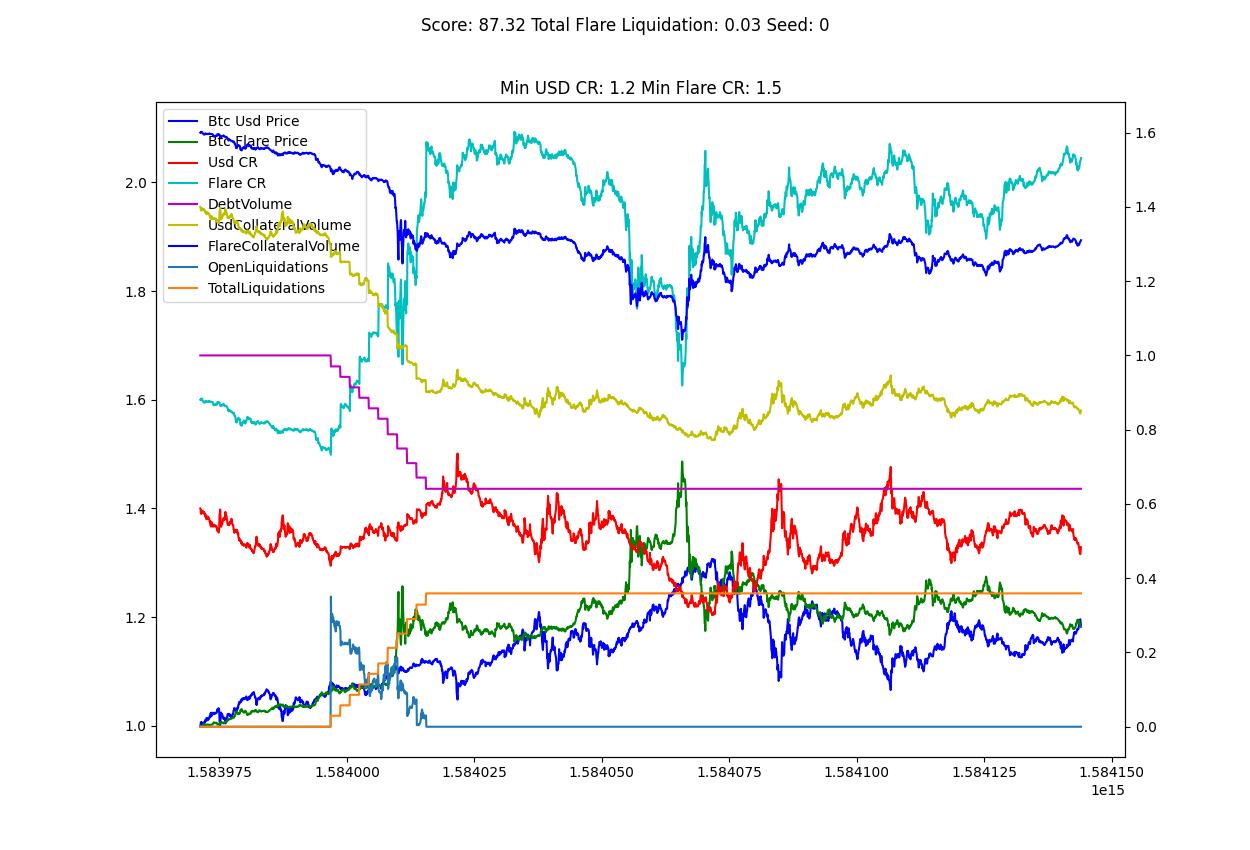 Score: 87.32 Total Flare Liquidation: 0.03 Seed: 0
Min USD CR: 1.2 Min Flare CR: 1.5
Btc Usd Price
Btc Flare Price
Usd CR
Flare CR
DebtVolume
UsdCollateralVolume
FlareCollateralVolume
OpenLiquidations
TotalLiquidations
2.0
1.8
1.6
1.4
1.2
1.0
1.6
1.4
1.2
1.0
0.8
0.6
0.4
0.2
0.0
1.583975 1.584000 1.584025 1.584050 1.584075 1.584100 1.584125 1.584150
1e15